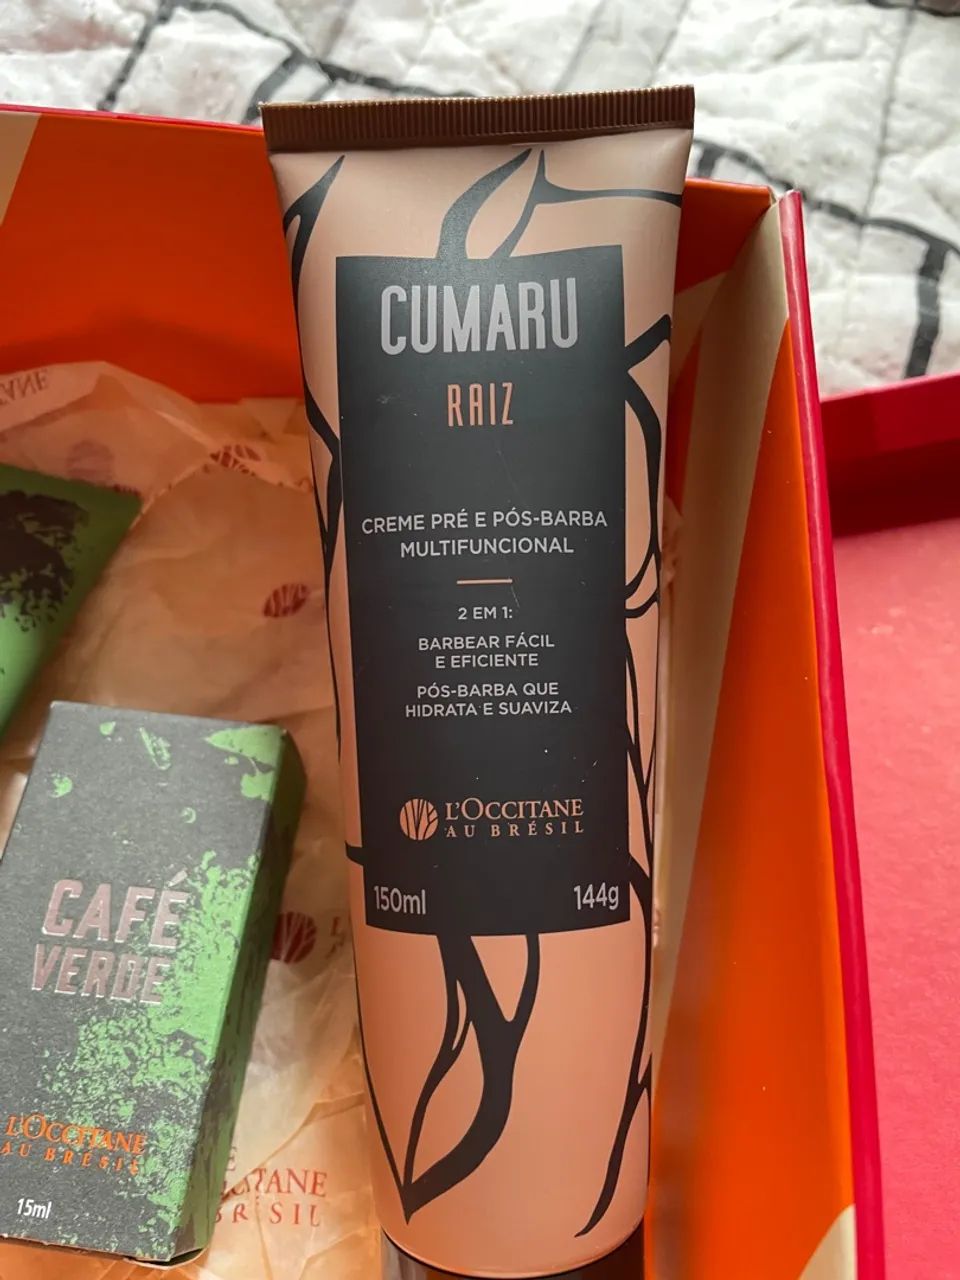 CUMARU
RAIZ
CREME PRÉ E PÓS-BARBA
MULTIFUNCIONAL
2 EM 1:
BARBEAR FÁCIL
E EFICIENTE
PÓS-BARBA QUE
HIDRATA E SUAVIZA
L'OCCITANE
AU BRÉSIL
150ml 144g
CAFÉ
VERDE
L'OCCITANE
AU BRÉSIL
15ml